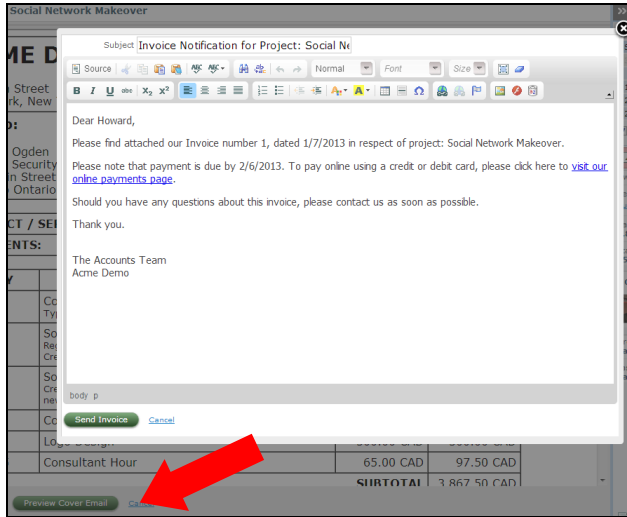 Social Network Makeover
ME D
Street
rk, New
Ogden
Security
in Street
Ontario
CT / SEI
ENTS:
Subject Invoice Notification for Project: Social Ne
Source Normal Font Size
B I U abc X₂ X²
Dear Howard,
Please find attached our Invoice number 1, dated 1/7/2013 in respect of project: Social Network Makeover.
Please note that payment is due by 2/6/2013. To pay online using a credit or debit card, please click here to visit our
online payments page.
Should you have any questions about this invoice, please contact us as soon as possible.
Thank you.
The Accounts Team
Acme Demo
body p
Send Invoice Cancel
Consultant Hour 65.00 CAD 97.50 CAD
SUBTOTAL 3,867.50 CAD
Preview Cover Email